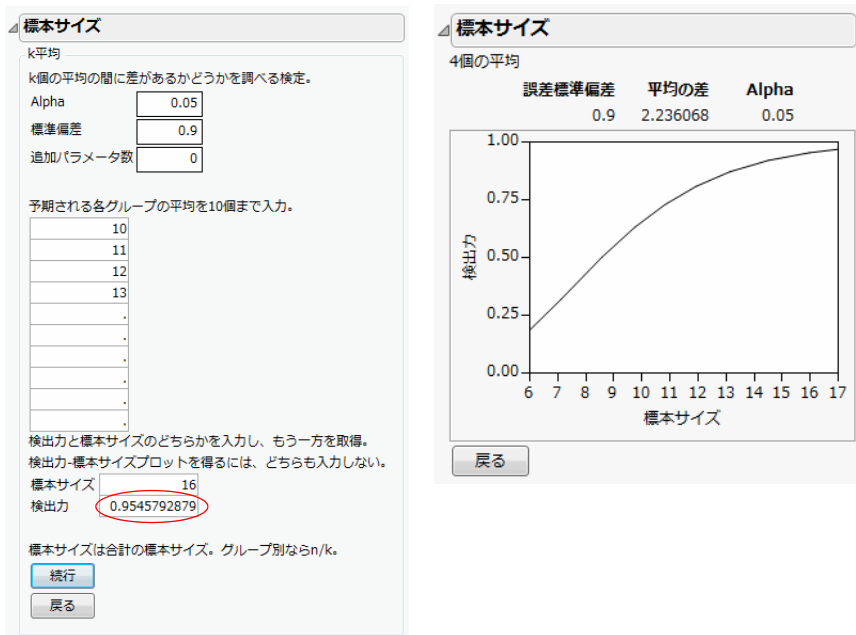 標本サイズ
k平均
k個の平均の間に差があるかどうかを調べる検定。
Alpha 0.05
標準偏差 0.9
追加パラメータ数 0
予期される各グループの平均を10個まで入力。
10
11
12
13
.
.
.
.
.
.
検出力と標本サイズのどちらかを入力し、もう一方を取得。
検出力-標本サイズプロットを得るには、どちらも入力しない。
標本サイズ 16
検出力 0.9545792879
標本サイズは合計の標本サイズ。グループ別ならn/k。
続行
戻る
標本サイズ
4個の平均
誤差標準偏差 平均の差 Alpha
0.9 2.236068 0.05
1.00
0.75
0.50
0.25
0.00
検出力
6 7 8 9 10 11 12 13 14 15 16 17
標本サイズ
戻る